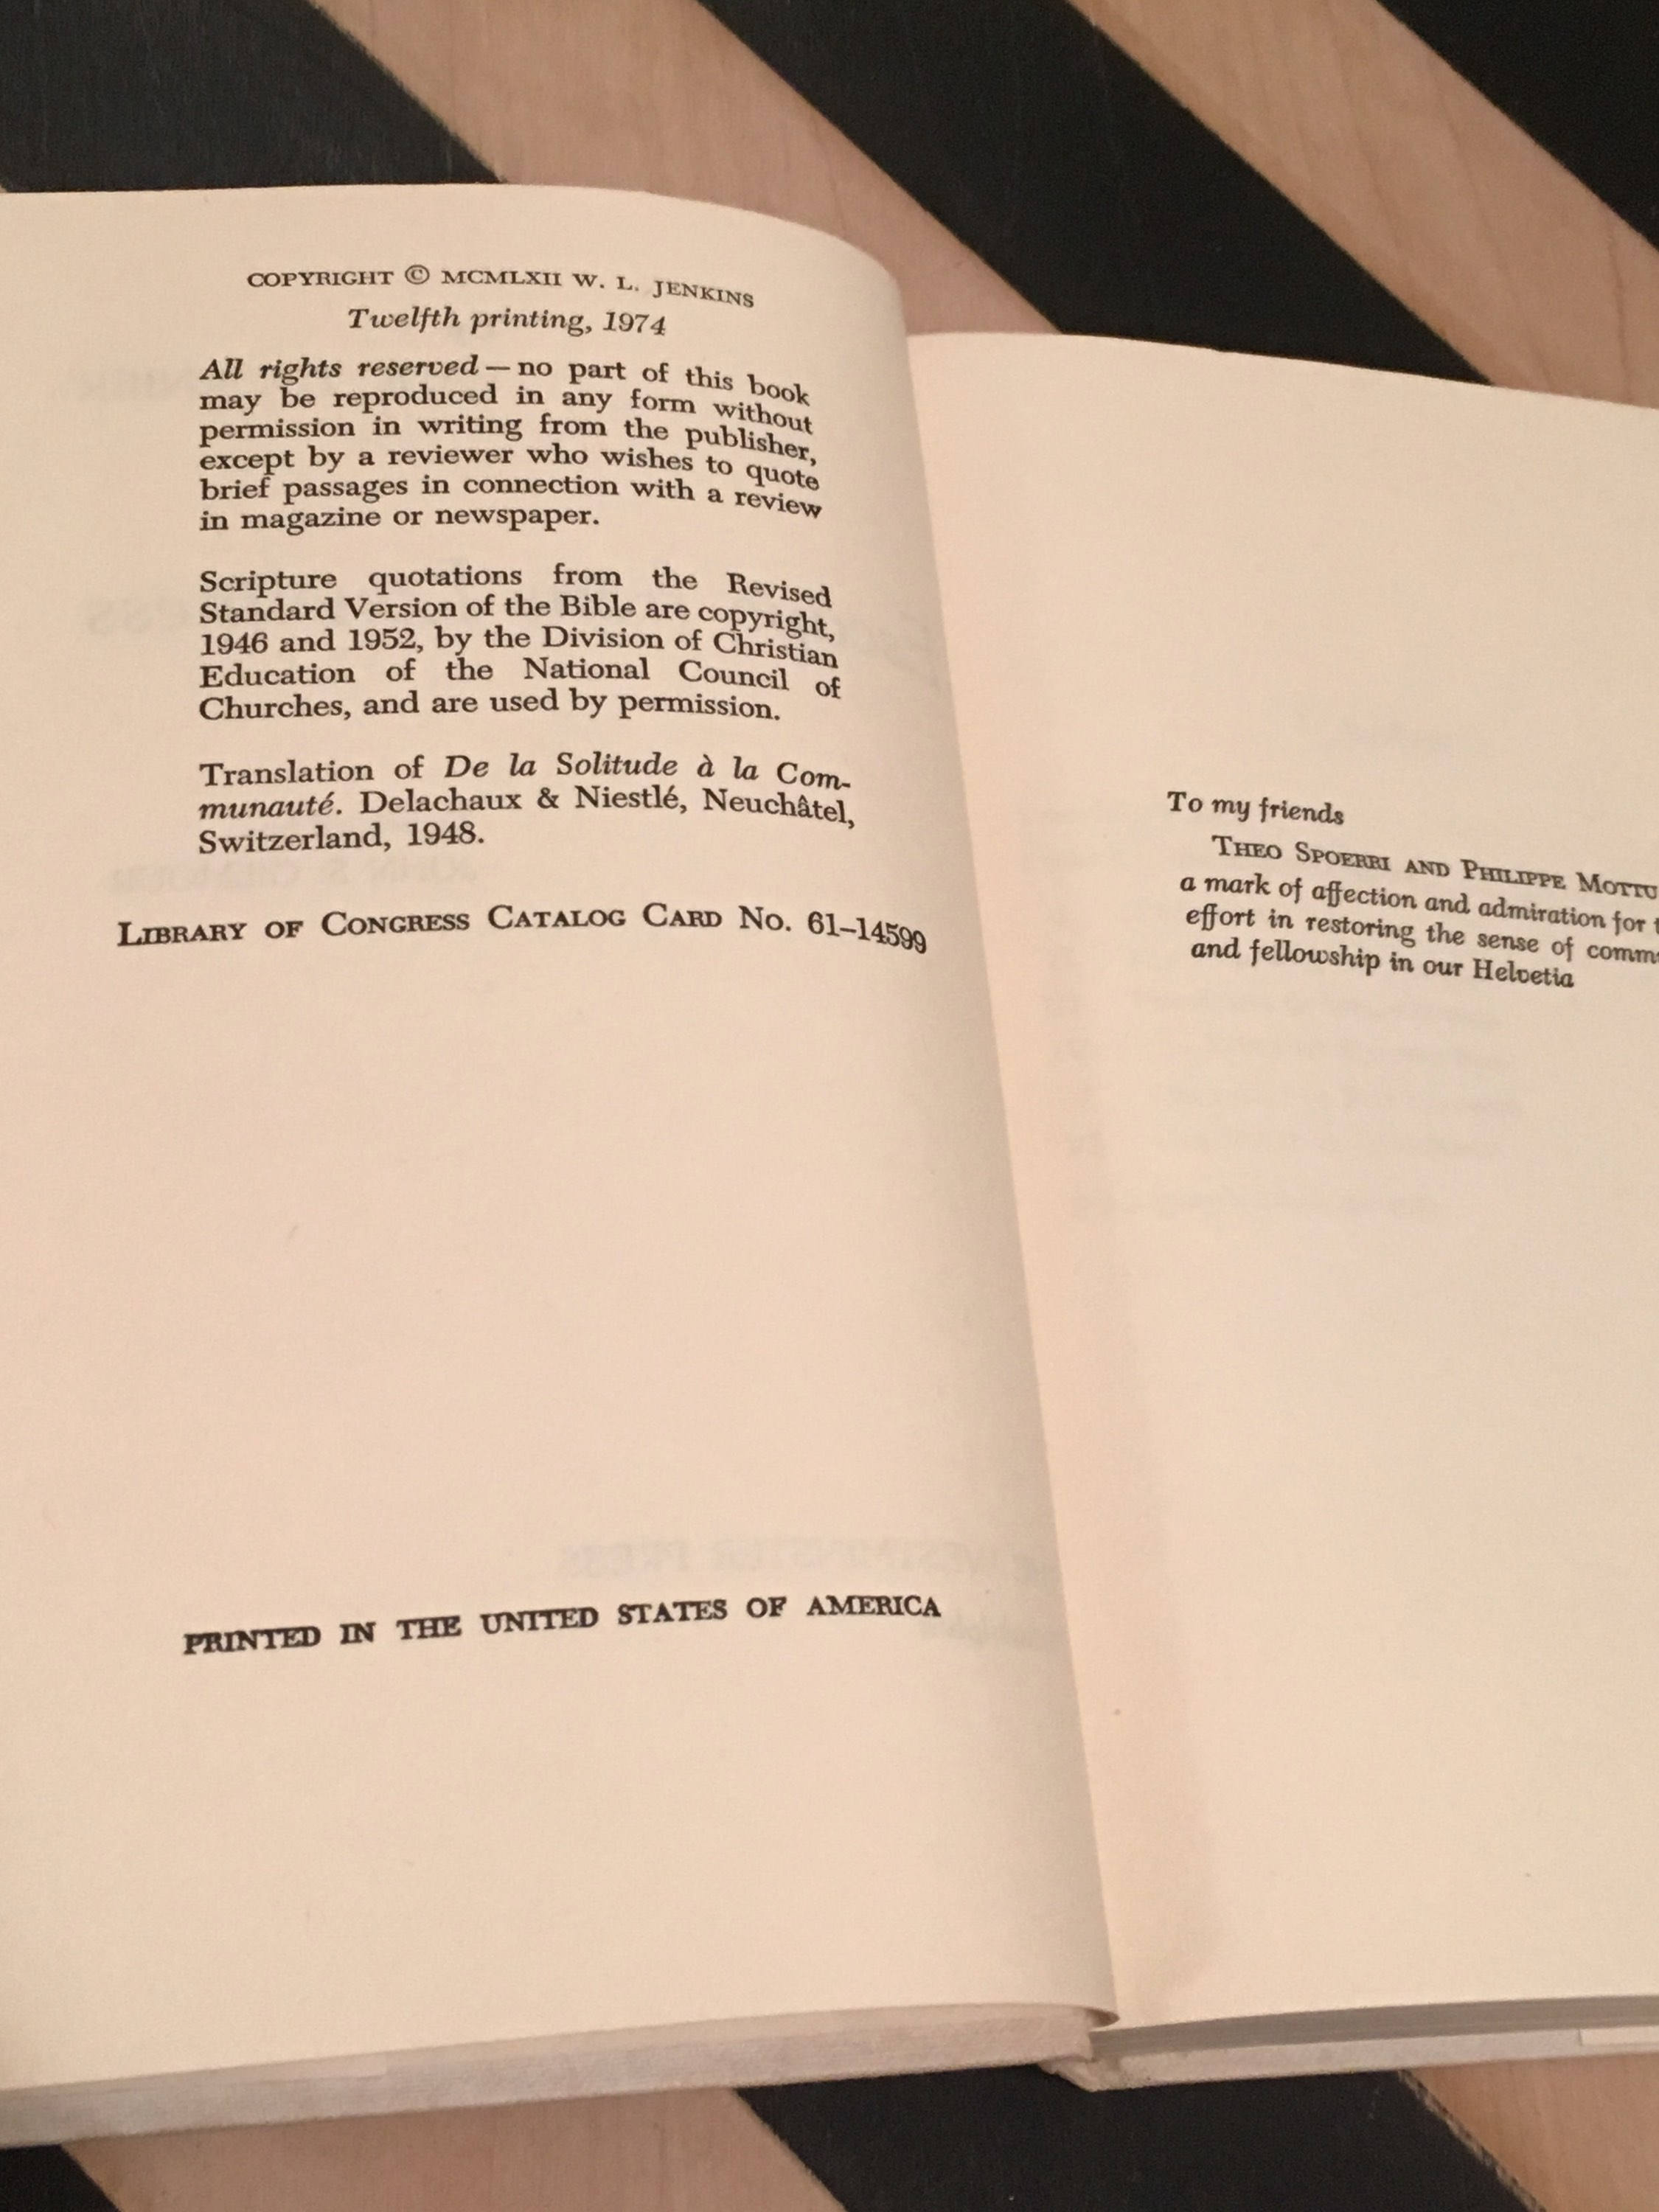 COPYRIGHT © MCMLXII W. L. JENKINS
Twelfth printing, 1974
All rights reserved — no part of this book
may be reproduced in any form without
permission in writing from the publisher,
except by a reviewer who wishes to quote
brief passages in connection with a review
in magazine or newspaper.
Scripture quotations from the Revised
Standard Version of the Bible are copyright,
1946 and 1952, by the Division of Christian
Education of the National Council of
Churches, and are used by permission.
Translation of De la Solitude à la Com-
munauté. Delachaux & Niestlé, Neuchâtel,
Switzerland, 1948.
LIBRARY OF CONGRESS CATALOG CARD NO. 61–14599
PRINTED IN THE UNITED STATES OF AMERICA
To my friends
THEO SPOERRI AND PHILIPPE MOTTU
a mark of affection and admiration for
effort in restoring the sense of
and fellowship in our Helvetia